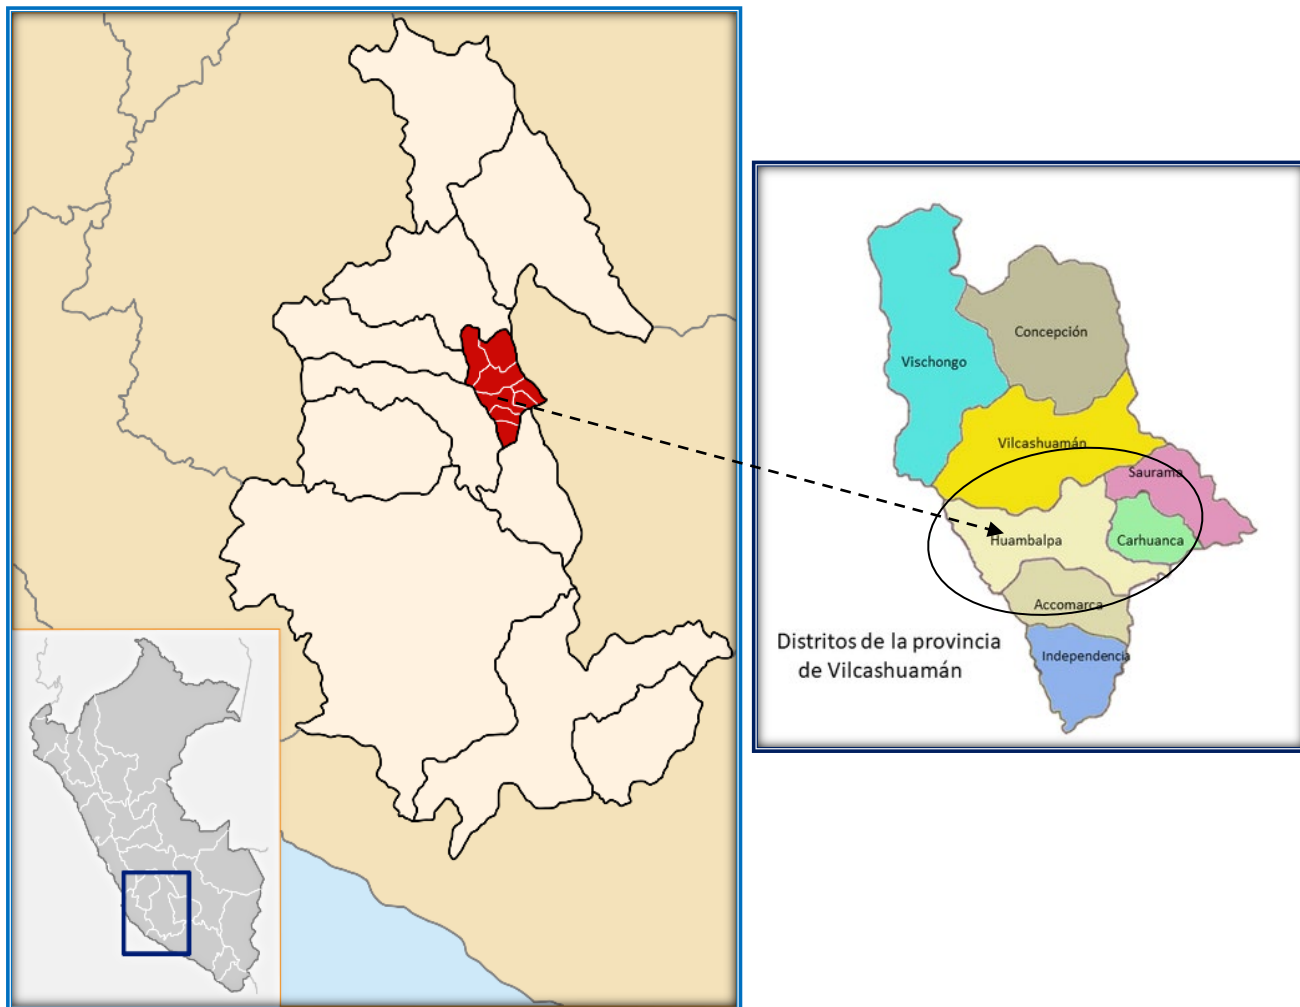 Concepción
Vischongo
Vilcashuamán
Saurama
Huambalpa
Carhuanca
Accomarca
Distritos de la provincia
de Vilcashuamán
Independencia